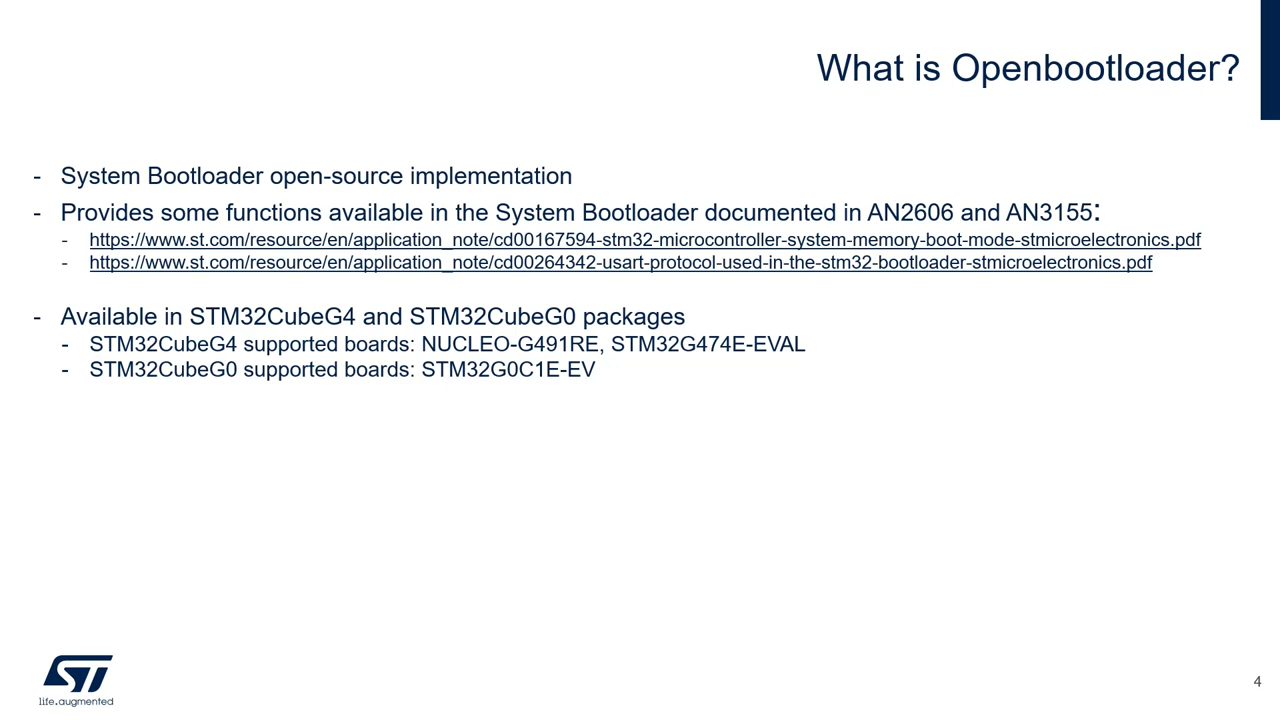 What is Openbootloader?
- System Bootloader open-source implementation
- Provides some functions available in the System Bootloader documented in AN2606 and AN3155:
- https://www.st.com/resource/en/application_note/cd00167594-stm32-microcontroller-system-memory-boot-mode-stmicroelectronics.pdf
- https://www.st.com/resource/en/application_note/cd00264342-usart-protocol-used-in-the-stm32-bootloader-stmicroelectronics.pdf
- Available in STM32CubeG4 and STM32CubeG0 packages
- STM32CubeG4 supported boards: NUCLEO-G491RE, STM32G474E-EVAL
- STM32CubeG0 supported boards: STM32G0C1E-EV
ST
life.augmented
4